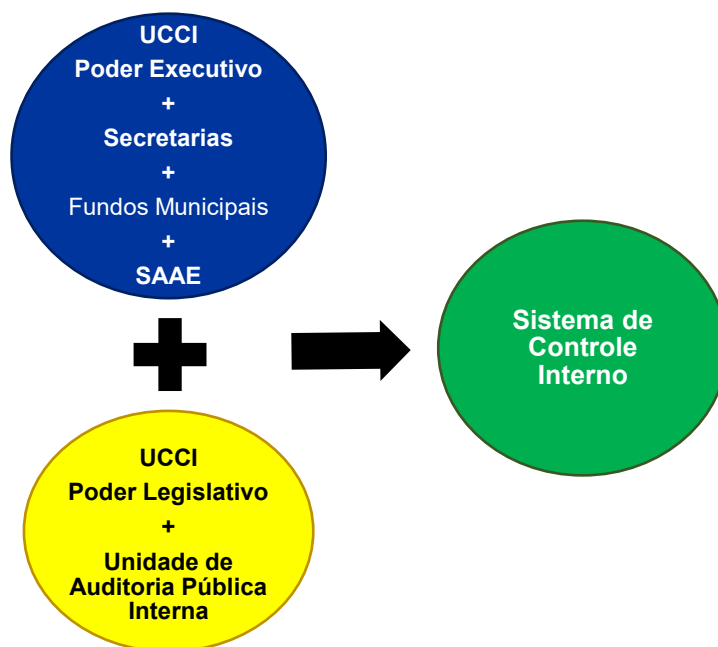 UCCI
Poder Executivo
+
Secretarias
+
Fundos Municipais
+
SAAE
Sistema de
Controle
Interno
UCCI
Poder Legislativo
+
Unidade de
Auditoria Pública
Interna